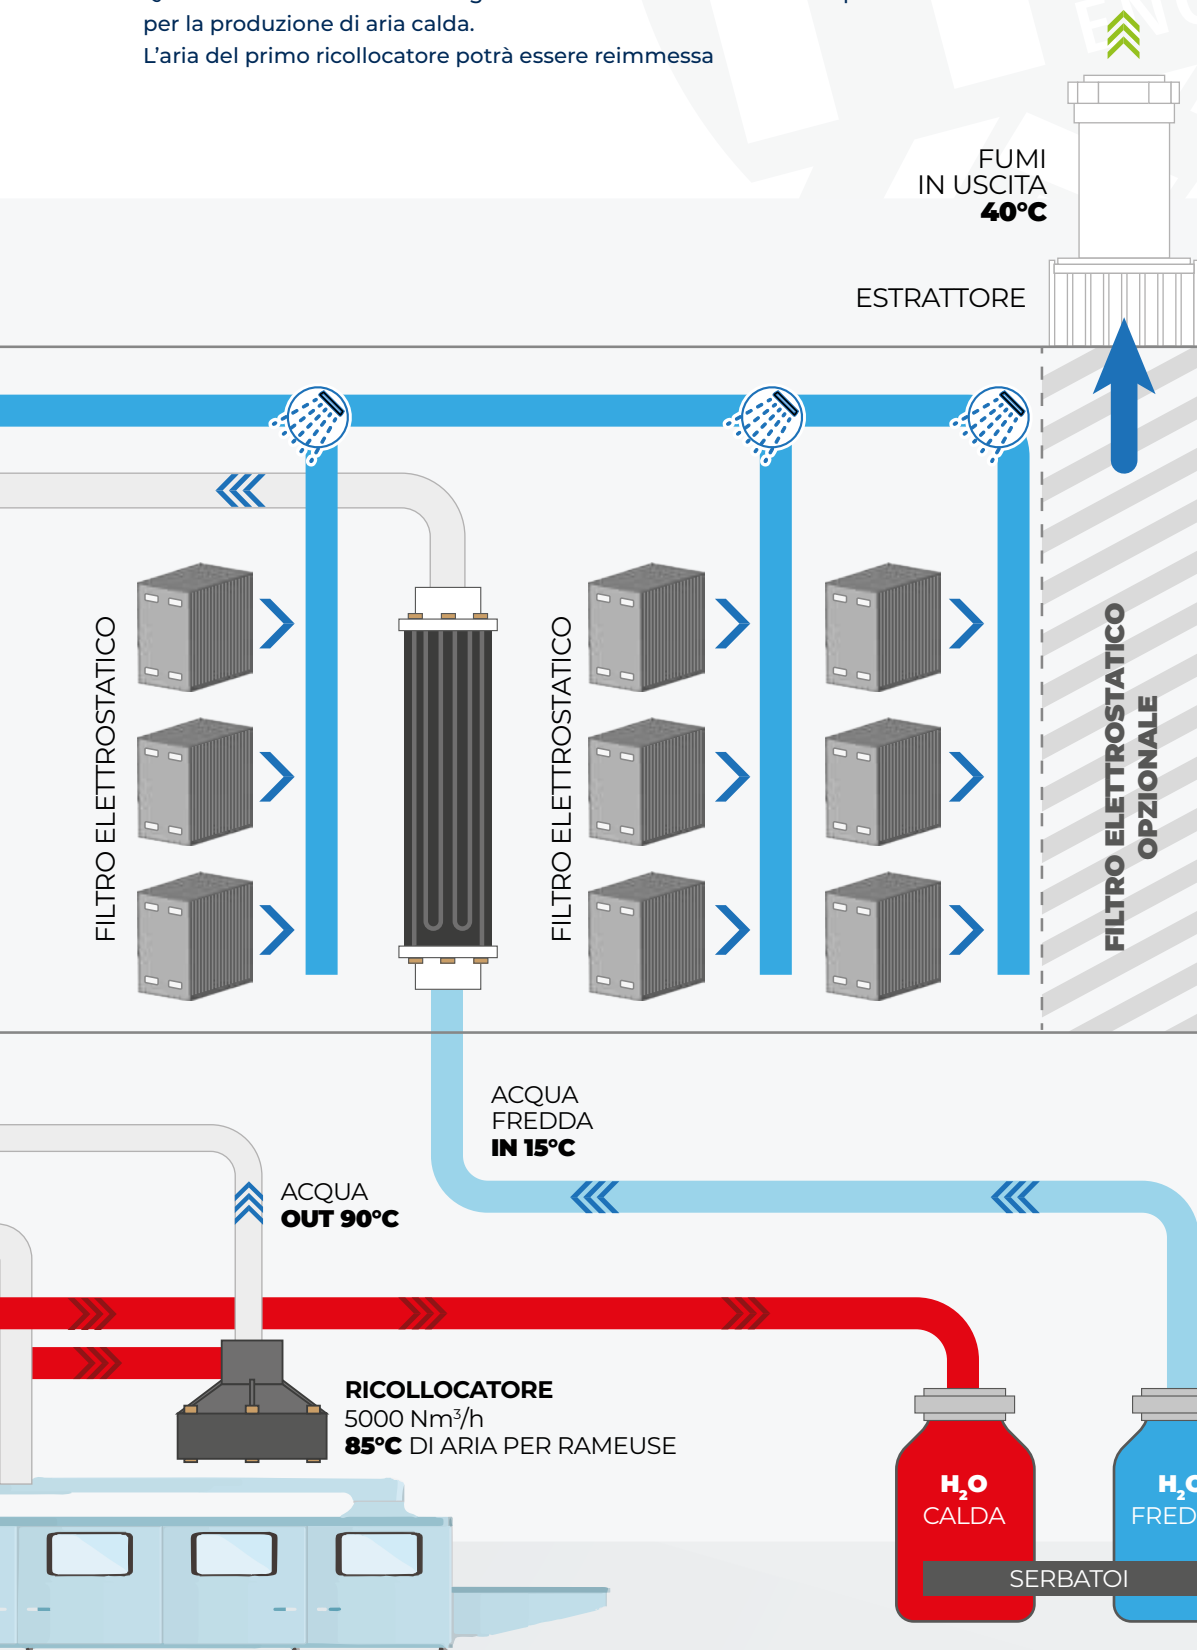 per la produzione di aria calda.
L'aria del primo ricollocatore potrà essere reimmessa
FUMI
IN USCITA
40°C
ESTRATTORE
FILTRO ELETTROSTATICO
FILTRO ELETTROSTATICO
FILTRO ELETTROSTATICO
OPZIONALE
ACQUA
FREDDA
IN 15°C
ACQUA
OUT 90°C
RICOLLOCATORE
5000 Nm³/h
85°C DI ARIA PER RAMEUSE
H₂O
CALDA
H₂O
FRED
SERBATOI